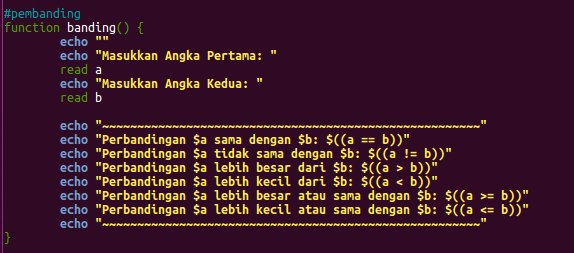 #pembanding
function banding() {
        echo ""
        echo "Masukkan Angka Pertama: "
        read a
        echo "Masukkan Angka Kedua: "
        read b

        echo "~~~~~~~~~~~~~~~~~~~~~~~~~~~~~~~~~~~~~~~~~~~~~~~~~~~~~~"
        echo "Perbandingan $a sama dengan $b: $((a == b))"
        echo "Perbandingan $a tidak sama dengan $b: $((a != b))"
        echo "Perbandingan $a lebih besar dari $b: $((a > b))"
        echo "Perbandingan $a lebih kecil dari $b: $((a < b))"
        echo "Perbandingan $a lebih besar atau sama dengan $b: $((a >= b))"
        echo "Perbandingan $a lebih kecil atau sama dengan $b: $((a <= b))"
        echo "~~~~~~~~~~~~~~~~~~~~~~~~~~~~~~~~~~~~~~~~~~~~~~~~~~~~~~"
}